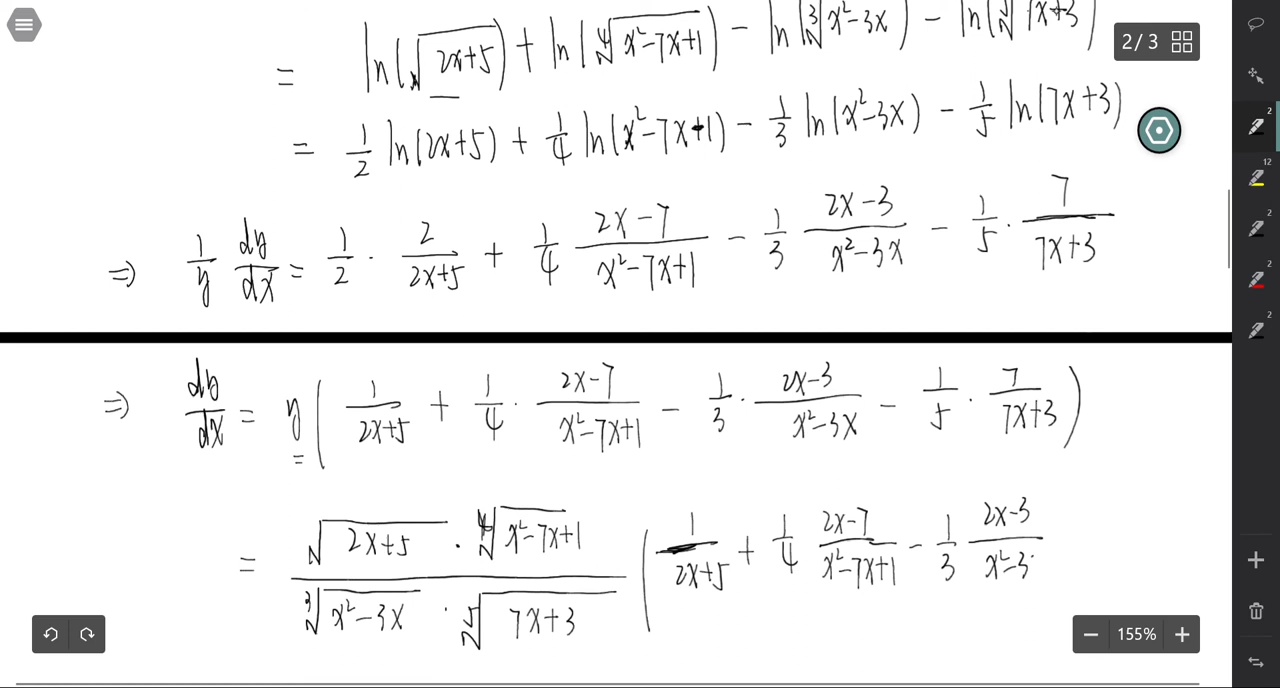 = ln(√(2x+5)) + ln(∜(x²-7x+1)) - ln(∛(x²-3x)) - ln(⁵√(7x+3))
2/3
= 1/2 ln(2x+5) + 1/4 ln(x²-7x+1) - 1/3 ln(x²-3x) - 1/5 ln(7x+3)
⇒ 1/y dy/dx = 1/2 · 2/(2x+5) + 1/4 (2x-7)/(x²-7x+1) - 1/3 (2x-3)/(x²-3x) - 1/5 · 7/(7x+3)
⇒ dy/dx = y ( 1/(2x+5) + 1/4 · (2x-7)/(x²-7x+1) - 1/3 · (2x-3)/(x²-3x) - 1/5 · 7/(7x+3) )
=
= (√(2x+5) · ∜(x²-7x+1))/(∛(x²-3x) · ⁵√(7x+3)) ( 1/(2x+5) + 1/4 (2x-7)/(x²-7x+1) - 1/3 (2x-3)/(x²-3
155%
2
12
2
2
2